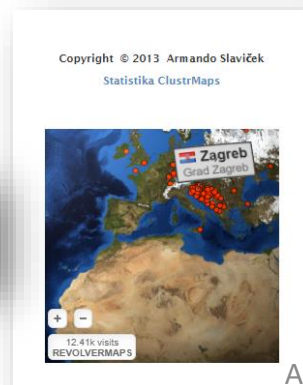 Copyright © 2013 Armando Slaviček
Statistika ClustrMaps
Zagreb
Grad Zagreb
+ −
12.41k visits
REVOLVERMAPS
A